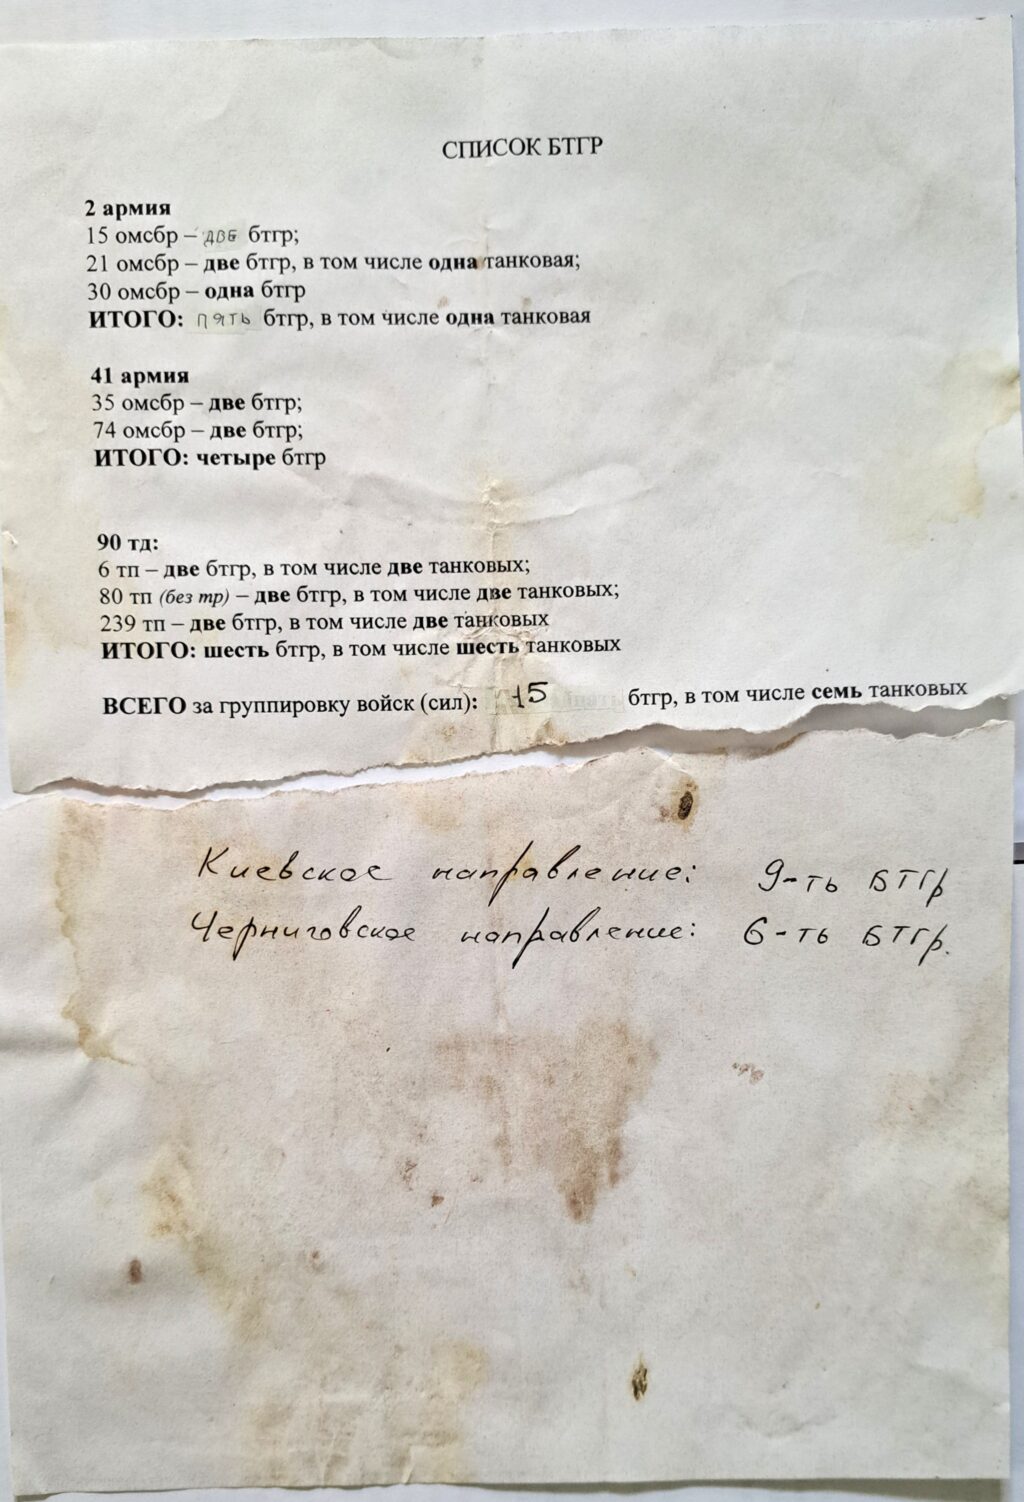 СПИСОК БТГР
2 армия
15 омсбр – две бтгр;
21 омсбр – две бтгр, в том числе одна танковая;
30 омсбр – одна бтгр
ИТОГО: пять бтгр, в том числе одна танковая
41 армия
35 омсбр – две бтгр;
74 омсбр – две бтгр;
ИТОГО: четыре бтгр
90 тд:
6 тп – две бтгр, в том числе две танковых;
80 тп (без тр) – две бтгр, в том числе две танковых;
239 тп – две бтгр, в том числе две танковых
ИТОГО: шесть бтгр, в том числе шесть танковых
ВСЕГО за группировку войск (сил): 15 бтгр, в том числе семь танковых
Киевское направление: 9-ть БТГр
Черниговское направление: 6-ть БТГр.